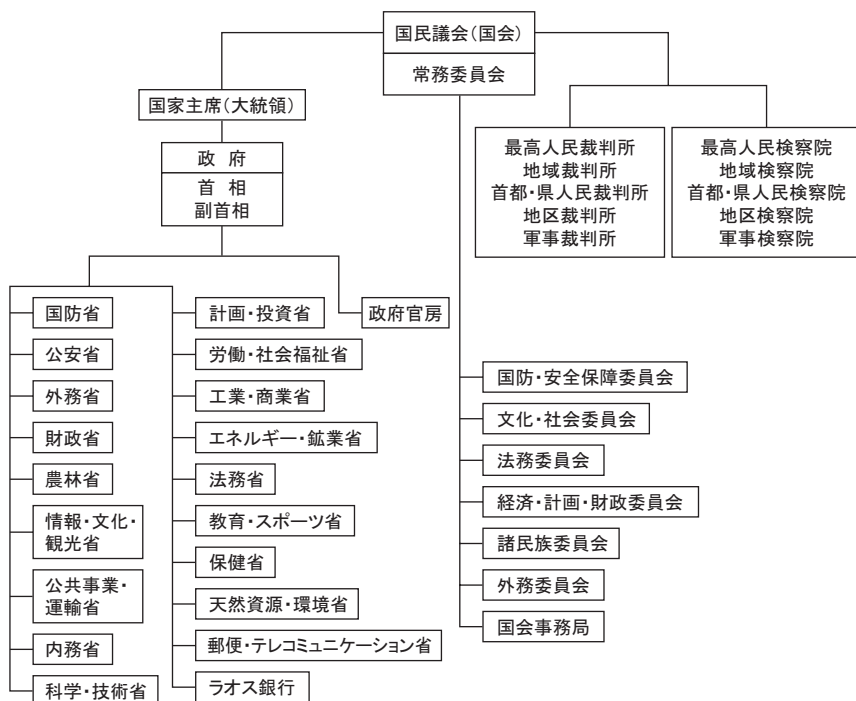 国民議会(国会)
常務委員会
国家主席(大統領)
政 府
首 相
副首相
最高人民裁判所
地域裁判所
首都・県人民裁判所
地区裁判所
軍事裁判所
最高人民検察院
地域検察院
首都・県人民検察院
地区検察院
軍事検察院
国防省
公安省
外務省
財政省
農林省
情報・文化・
観光省
公共事業・
運輸省
内務省
科学・技術省
計画・投資省
労働・社会福祉省
工業・商業省
エネルギー・鉱業省
法務省
教育・スポーツ省
保健省
天然資源・環境省
郵便・テレコミュニケーション省
ラオス銀行
政府官房
国防・安全保障委員会
文化・社会委員会
法務委員会
経済・計画・財政委員会
諸民族委員会
外務委員会
国会事務局